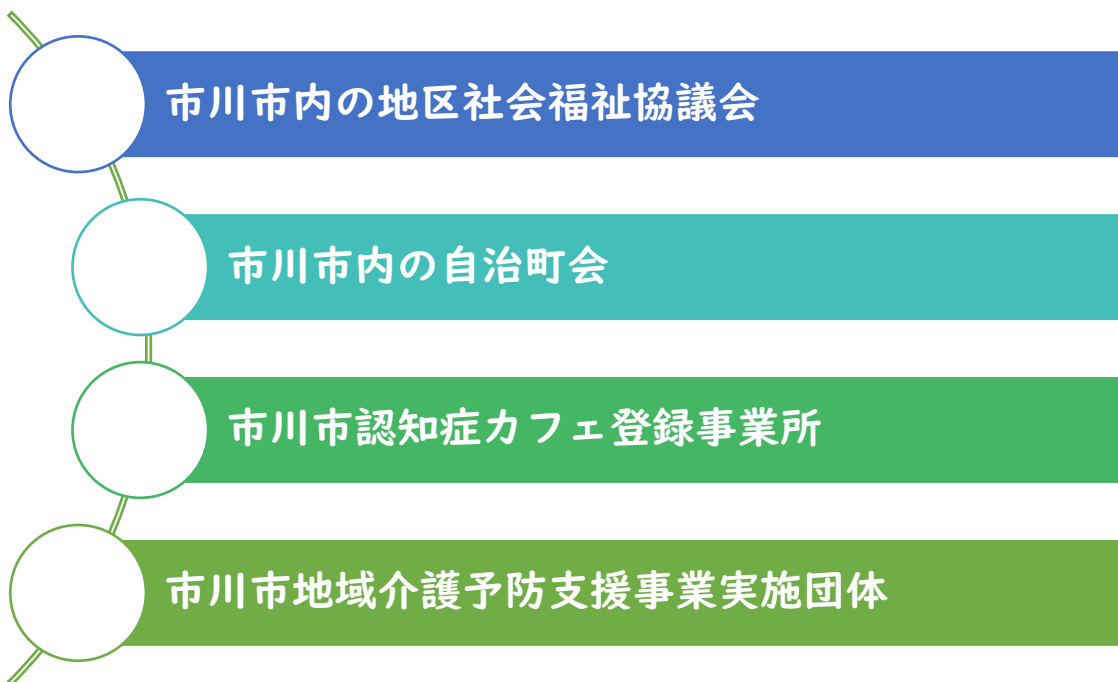 市川市内の地区社会福祉協議会
市川市内の自治町会
市川市認知症カフェ登録事業所
市川市地域介護予防支援事業実施団体